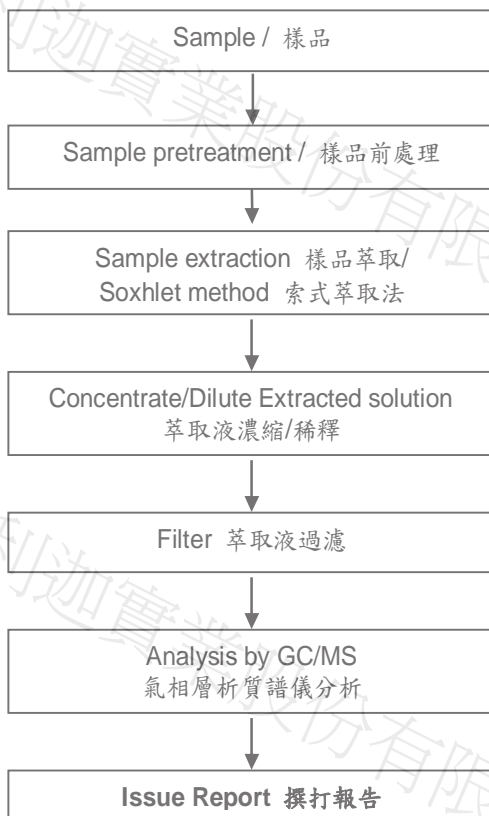 Sample / 樣品
Sample pretreatment / 樣品前處理
Sample extraction 樣品萃取/
Soxhlet method 索式萃取法
Concentrate/Dilute Extracted solution
萃取液濃縮/稀釋
Filter 萃取液過濾
Analysis by GC/MS
氣相層析質譜儀分析
Issue Report 撰打報告